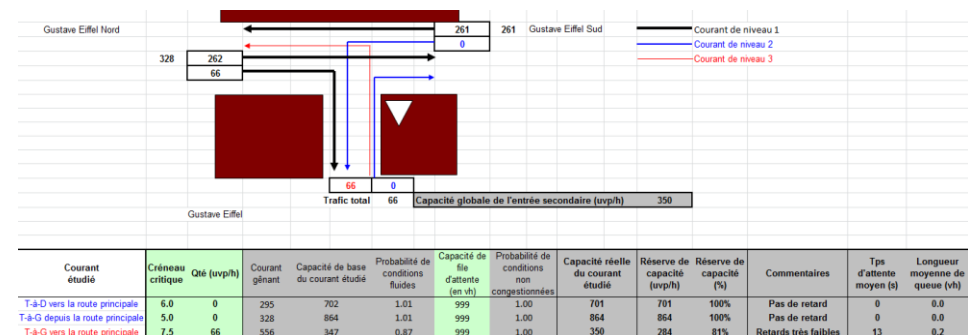 Gustave Eiffel Nord
261 261 Gustave Eiffel Sud Courant de niveau 1
0 Courant de niveau 2
328 262 Courant de niveau 3
66
66 0
Trafic total 66 Capacité globale de l'entrée secondaire (uvp/h) 350
Gustave Eiffel
Courant étudié Créneau critique Qté (uvp/h) Courant gênant Capacité de base du courant étudié Probabilité de conditions fluides Capacité de file d'attente (en vh) Probabilité de conditions non congestionnées Capacité réelle du courant étudié Réserve de capacité (uvp/h) Réserve de capacité (%) Commentaires Tps d'attente moyen (s) Longueur moyenne de queue (vh)
T-à-D vers la route principale 6.0 0 295 702 1.01 999 1.00 701 701 100% Pas de retard 0 0.0
T-à-G depuis la route principale 5.0 0 328 864 1.01 999 1.00 864 864 100% Pas de retard 0 0.0
T-à-G vers la route principale 7.5 66 556 347 0.87 999 1.00 350 284 81% Retards très faibles 13 0.2